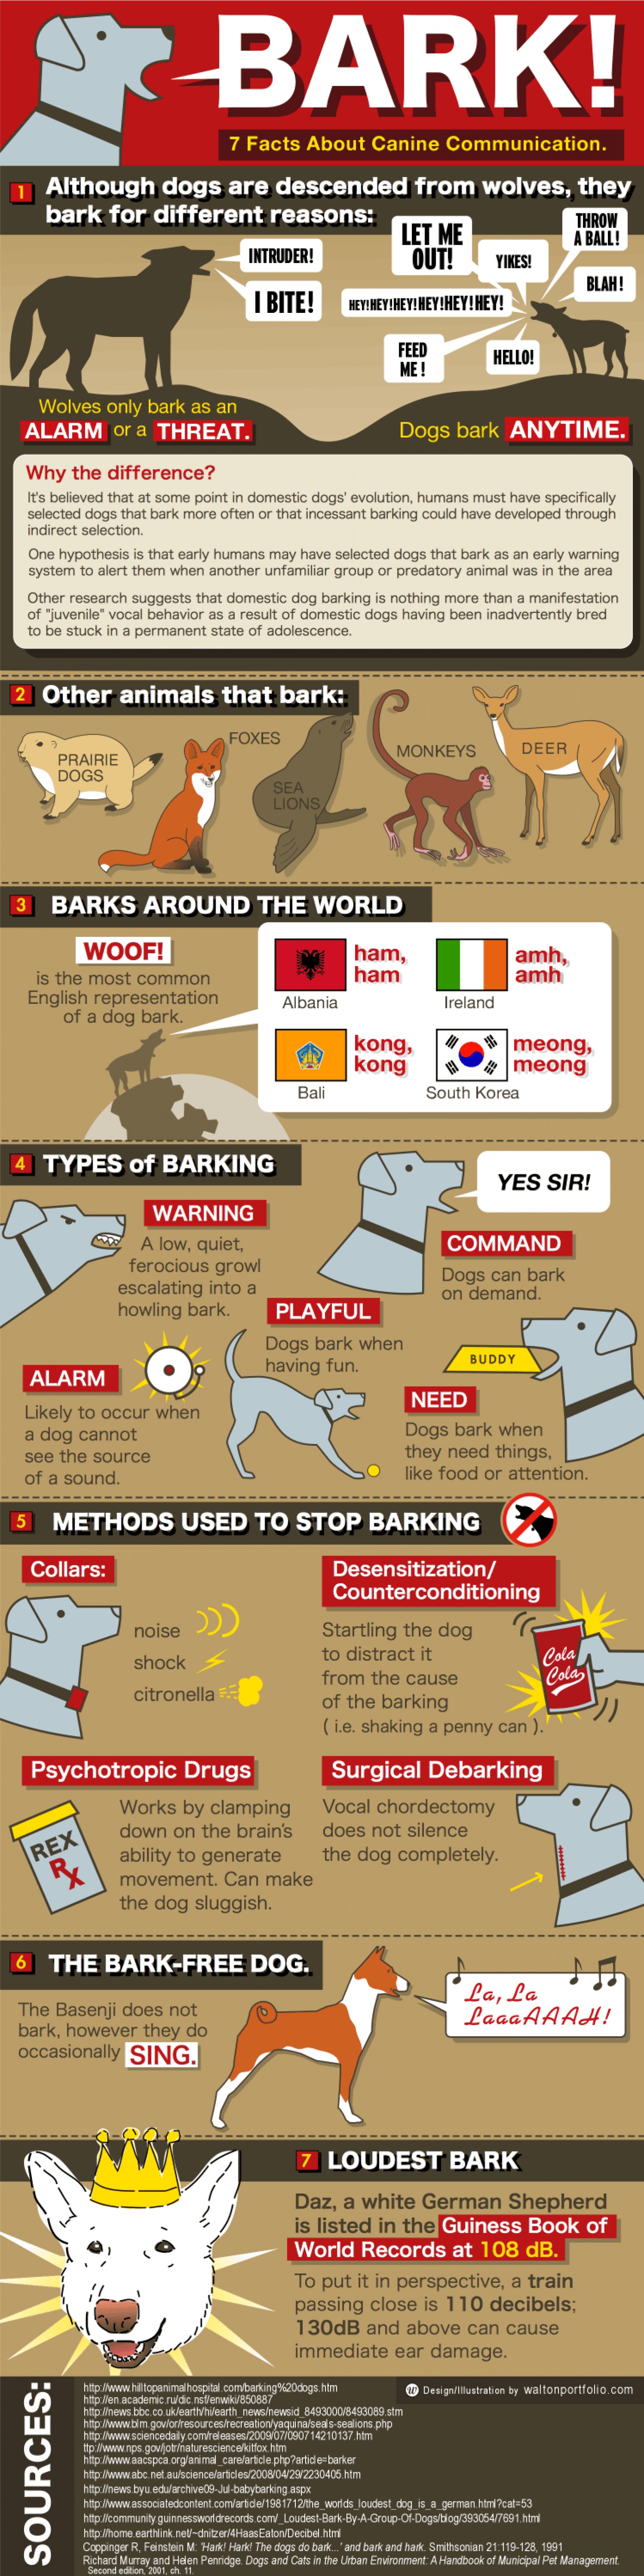 BARK!
7 Facts About Canine Communication.
1 Although dogs are descended from wolves, they
bark for different reasons:
INTRUDER!
I BITE!
LET ME
OUT!
YIKES!
THROW
A BALL!
BLAH!
HEY!HEY!HEY!HEY!HEY!HEY!
FEED
ME!
HELLO!
Wolves only bark as an
ALARM or a THREAT.
Dogs bark ANYTIME.
Why the difference?
It's believed that at some point in domestic dogs' evolution, humans must have specifically
selected dogs that bark more often or that incessant barking could have developed through
indirect selection.
One hypothesis is that early humans may have selected dogs that bark as an early warning
system to alert them when another unfamiliar group or predatory animal was in the area
Other research suggests that domestic dog barking is nothing more than a manifestation
of "juvenile" vocal behavior as a result of domestic dogs having been inadvertently bred
to be stuck in a permanent state of adolescence.
2 Other animals that bark:
PRAIRIE
DOGS
FOXES
SEA
LIONS
MONKEYS
DEER
3 BARKS AROUND THE WORLD
WOOF!
is the most common
English representation
of a dog bark.
ham,
ham
Albania
amh,
amh
Ireland
kong,
kong
Bali
meong,
meong
South Korea
4 TYPES of BARKING
YES SIR!
WARNING
A low, quiet,
ferocious growl
escalating into a
howling bark.
COMMAND
Dogs can bark
on demand.
PLAYFUL
Dogs bark when
having fun.
BUDDY
ALARM
Likely to occur when
a dog cannot
see the source
of a sound.
NEED
Dogs bark when
they need things,
like food or attention.
5 METHODS USED TO STOP BARKING
Collars:
noise
shock
citronella
Desensitization/
Counterconditioning
Startling the dog
to distract it
from the cause
of the barking
( i.e. shaking a penny can ).
Cola
Cola
Psychotropic Drugs
Works by clamping
down on the brain's
ability to generate
movement. Can make
the dog sluggish.
REX
Rx
Surgical Debarking
Vocal chordectomy
does not silence
the dog completely.
6 THE BARK-FREE DOG.
The Basenji does not
bark, however they do
occasionally SING.
La, La
LaaaAAAH!
7 LOUDEST BARK
Daz, a white German Shepherd
is listed in the Guiness Book of
World Records at 108 dB.
To put it in perspective, a train
passing close is 110 decibels;
130dB and above can cause
immediate ear damage.
SOURCES:
Design/Illustration by waltonportfolio.com
http://www.hilltopanimalhospital.com/barking%20dogs.htm
http://en.academic.ru/dic.nsf/enwiki/850887
http://news.bbc.co.uk/earth/hi/earth_news/newsid_8493000/8493089.stm
http://www.blm.gov/or/resources/recreation/yaquina/seals-sealions.php
http://www.sciencedaily.com/releases/2009/07/090714210137.htm
ttp://www.nps.gov/jotr/naturescience/kitfox.htm
http://www.aacspca.org/animal_care/article.php?article=barker
http://www.abc.net.au/science/articles/2008/04/29/2230405.htm
http://news.byu.edu/archive09-Jul-babybarking.aspx
http://www.associatedcontent.com/article/1981712/the_worlds_loudest_dog_is_a_german.html?cat=53
http://community.guinnessworldrecords.com/_Loudest-Bark-By-A-Group-Of-Dogs/blog/393054/7691.html
http://home.earthlink.net/~dnitzer/4HaasEaton/Decibel.html
Coppinger R, Feinstein M: 'Hark! Hark! The dogs do bark...' and bark and hark. Smithsonian 21:119-128, 1991
Richard Murray and Helen Penridge. Dogs and Cats in the Urban Environment: A Handbook of Municipal Pet Management.
Second edition, 2001, ch. 11.